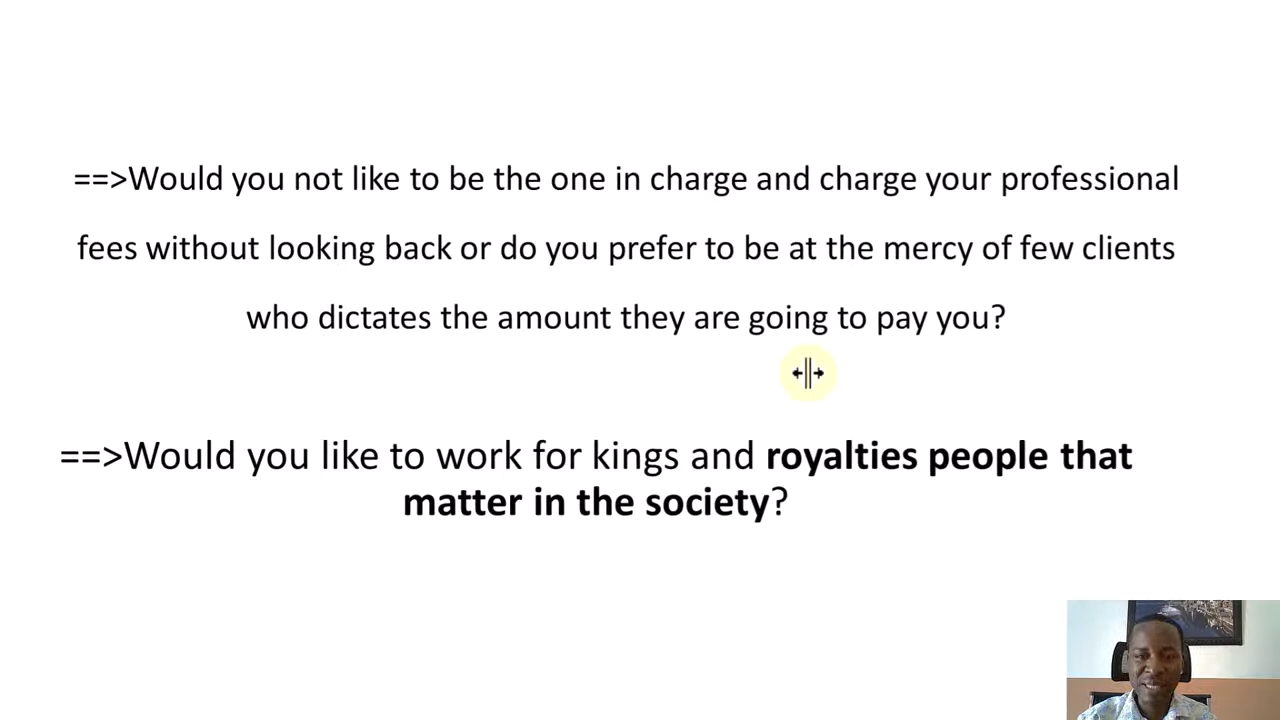 ==>Would you not like to be the one in charge and charge your professional
fees without looking back or do you prefer to be at the mercy of few clients
who dictates the amount they are going to pay you?
==>Would you like to work for kings and royalties people that
matter in the society?